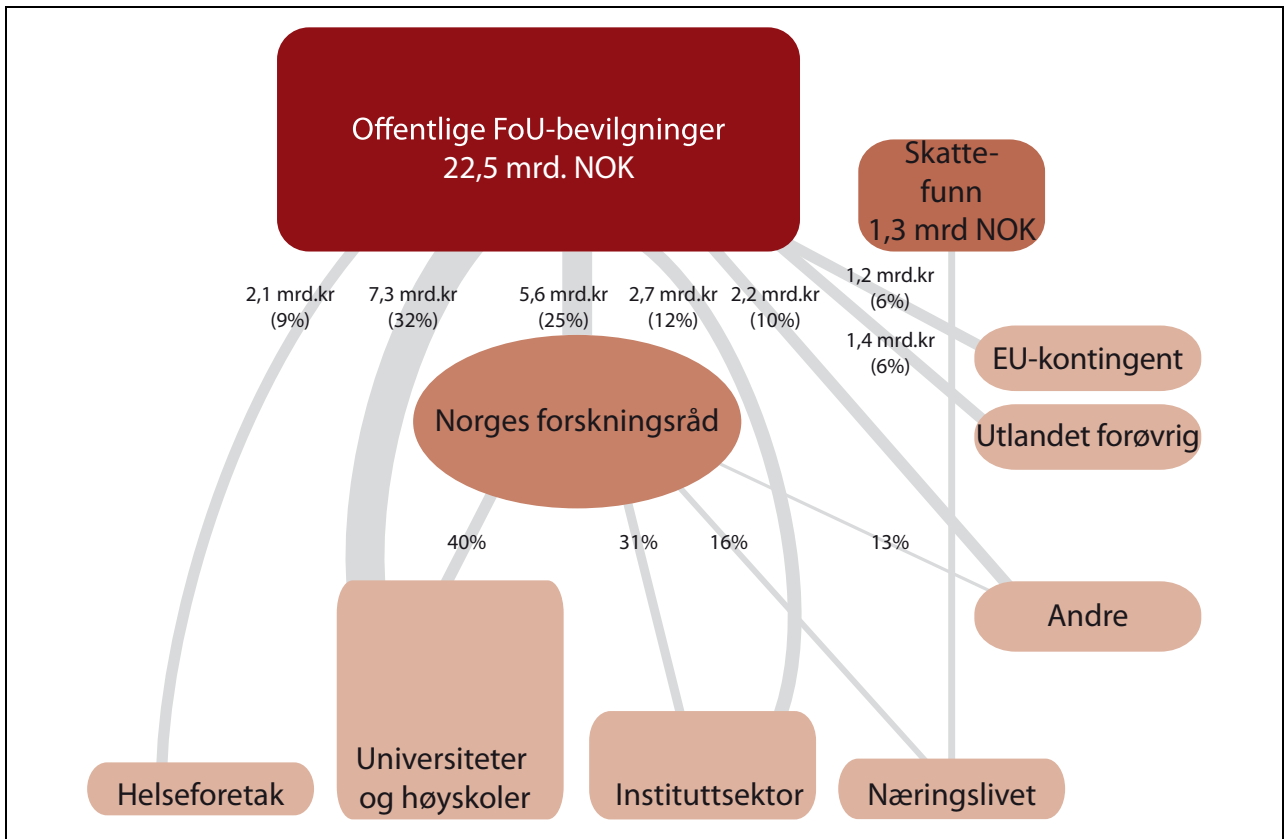 Offentlige FoU-bevilgninger
22,5 mrd. NOK
Skatte-
funn
1,3 mrd NOK
2,1 mrd.kr
(9%)
7,3 mrd.kr
(32%)
5,6 mrd.kr
(25%)
2,7 mrd.kr
(12%)
2,2 mrd.kr
(10%)
1,2 mrd.kr
(6%)
1,4 mrd.kr
(6%)
EU-kontingent
Utlandet forøvrig
Norges forskningsråd
40%
31%
16%
13%
Andre
Helseforetak
Universiteter
og høyskoler
Instituttsektor
Næringslivet